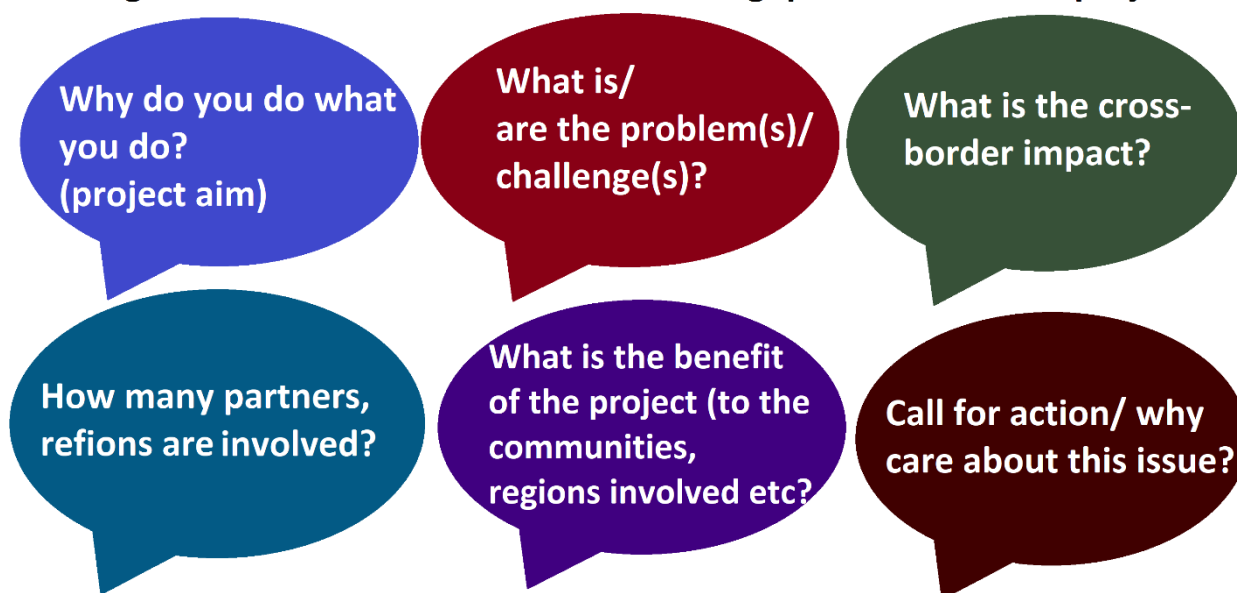 Why do you do what
you do?
(project aim)
What is/
are the problem(s)/
challenge(s)?
What is the cross-
border impact?
How many partners,
refions are involved?
What is the benefit
of the project (to the
communities,
regions involved etc?
Call for action/ why
care about this issue?